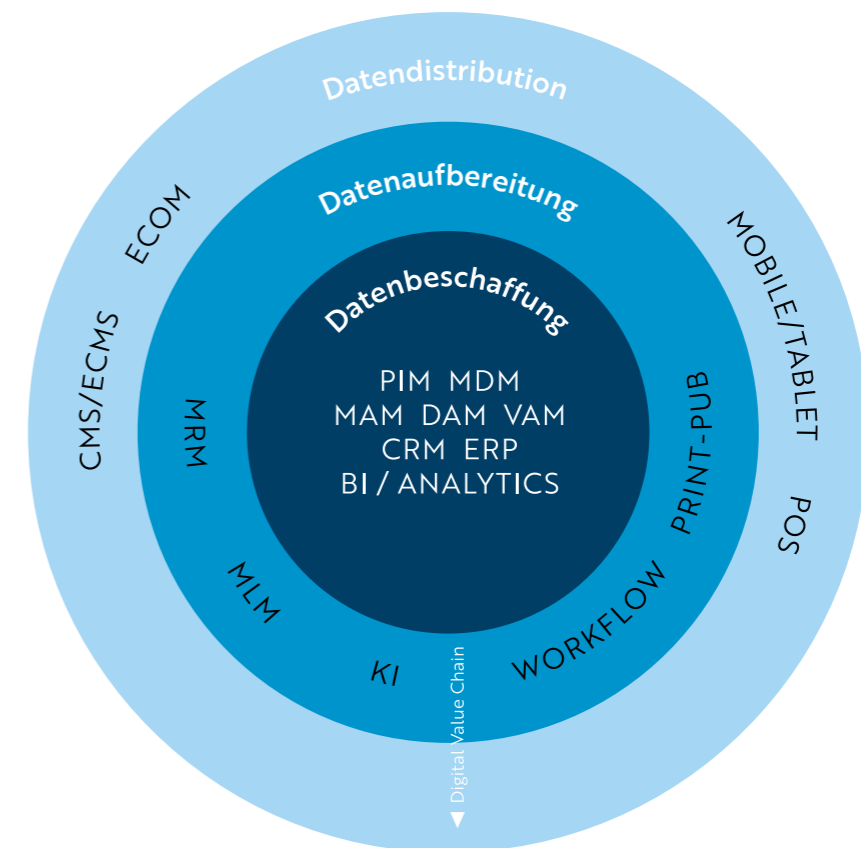 Datendistribution
ECOM
CMS/ECMS
MOBILE/TABLET
POS
Datenaufbereitung
MRM
MLM
KI
WORKFLOW
PRINT-PUB
Datenbeschaffung
PIM MDM
MAM DAM VAM
CRM ERP
BI / ANALYTICS
Digital Value Chain